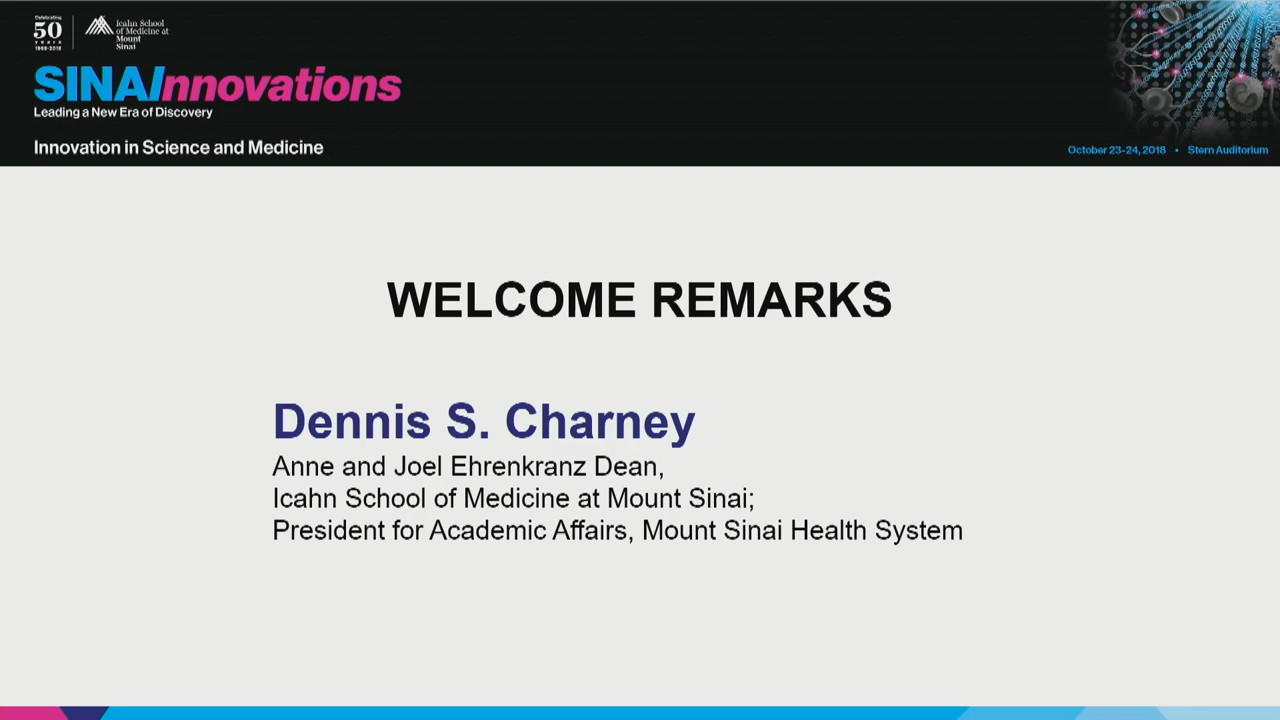 Celebrating
50
YEARS
1968-2018
Icahn School
of Medicine at
Mount
Sinai
SINAInnovations
Leading a New Era of Discovery
Innovation in Science and Medicine
October 23-24, 2018 • Stern Auditorium
WELCOME REMARKS
Dennis S. Charney
Anne and Joel Ehrenkranz Dean,
Icahn School of Medicine at Mount Sinai;
President for Academic Affairs, Mount Sinai Health System